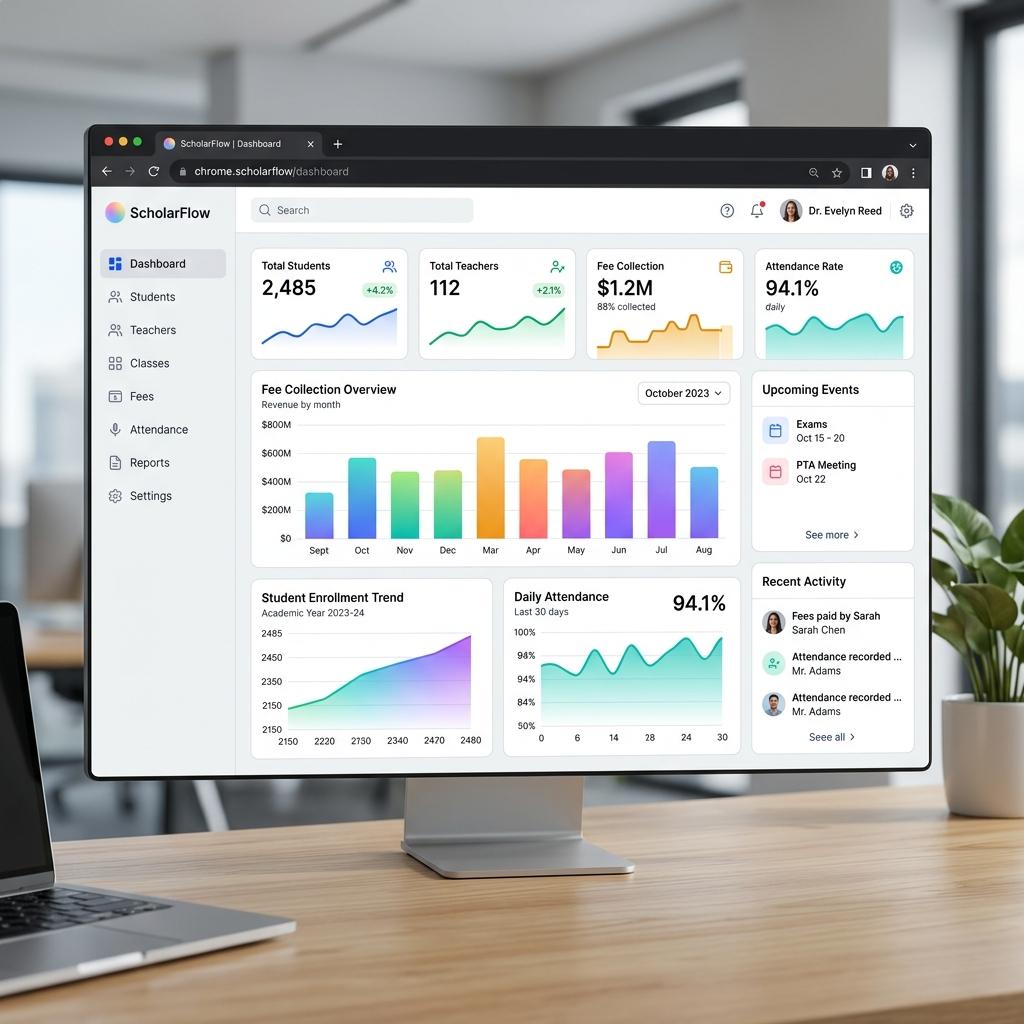 ScholarFlow | Dashboard
chrome.scholarflow/dashboard
ScholarFlow
Search
Dr. Evelyn Reed
Dashboard
Students
Teachers
Classes
Fees
Attendance
Reports
Settings
Total Students
2,485
+4.2%
Total Teachers
112
+2.1%
Fee Collection
$1.2M
88% collected
Attendance Rate
94.1%
daily
Fee Collection Overview
Revenue by month
October 2023
$800M
$600M
$400M
$200M
$0
Sept Oct Nov Dec Mar Apr May Jun Jul Aug
Upcoming Events
Exams
Oct 15 - 20
PTA Meeting
Oct 22
See more
Student Enrollment Trend
Academic Year 2023-24
2485
2450
2350
2150
2150
2150 2220 2730 2340 2470 2480
Daily Attendance
Last 30 days
94.1%
100%
94%
84%
50%
0 6 14 28 24 30
Recent Activity
Fees paid by Sarah
Sarah Chen
Attendance recorded ...
Mr. Adams
Attendance recorded ...
Mr. Adams
Seee all